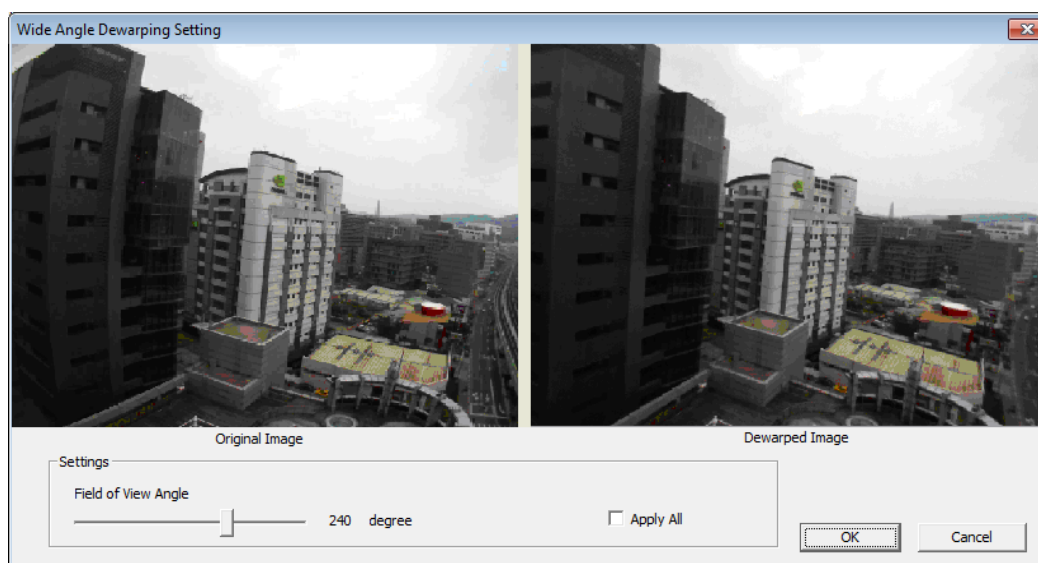 Wide Angle Dewarping Setting
Original Image
Dewarped Image
Settings
Field of View Angle
240 degree
Apply All
OK
Cancel